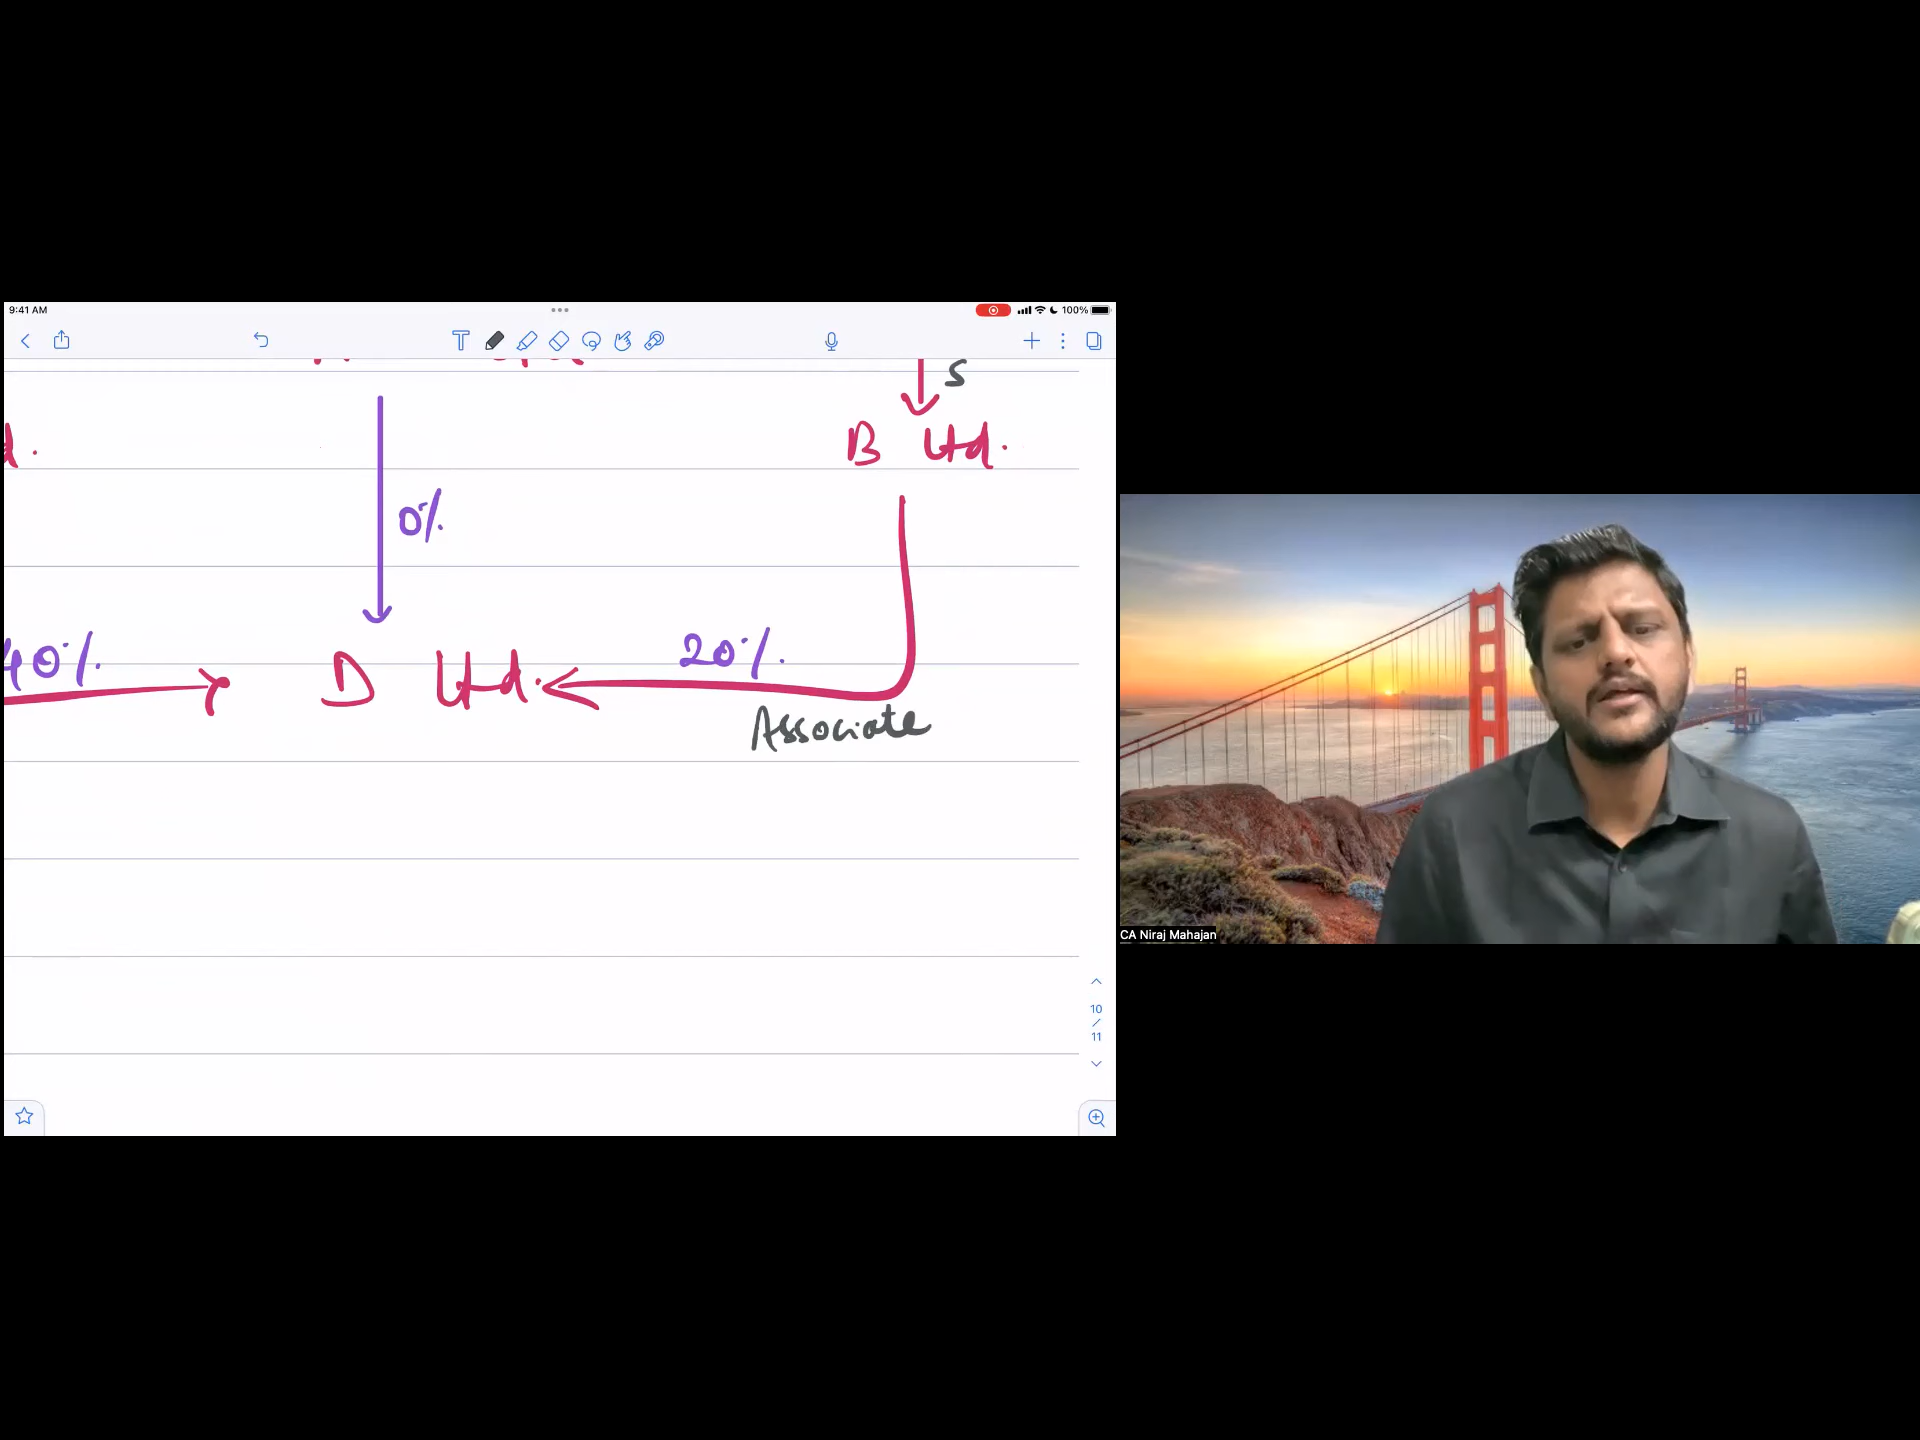 9:41 AM
100%
S
B Ltd.
d.
0%
40%
D Ltd.
20%
Associate
CA Niraj Mahajan
10
/
11